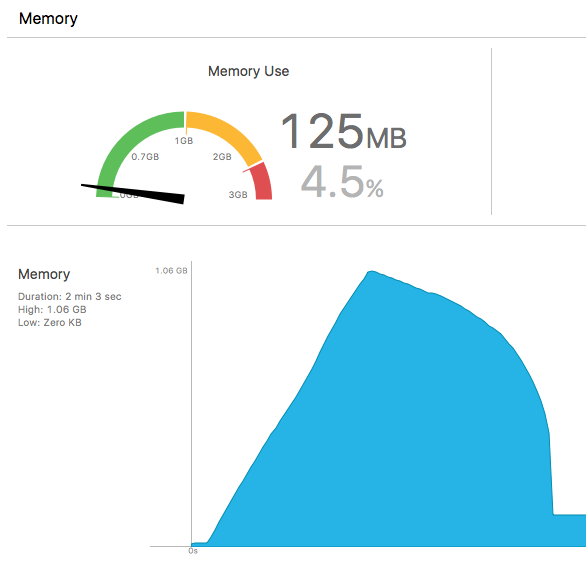 Memory
Memory Use
125MB
4.5%
1GB
0.7GB
2GB
0GB
3GB
Memory
Duration: 2 min 3 sec
High: 1.06 GB
Low: Zero KB
1.06 GB
0s